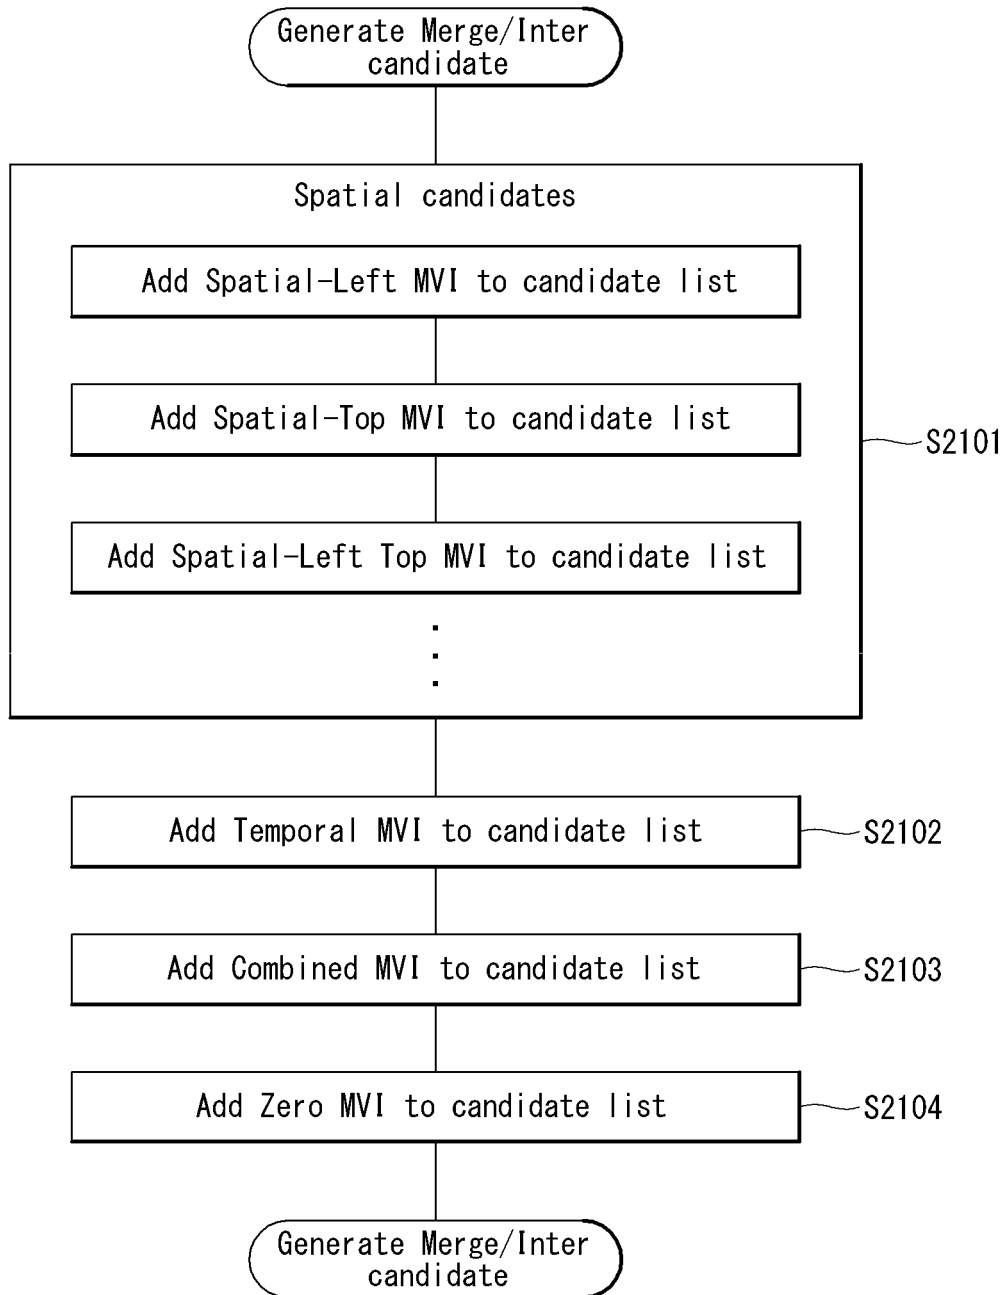 Generate Merge/Inter
candidate
Spatial candidates
Add Spatial-Left MVI to candidate list
Add Spatial-Top MVI to candidate list
S2101
Add Spatial-Left Top MVI to candidate list
Add Temporal MVI to candidate list
S2102
Add Combined MVI to candidate list
S2103
Add Zero MVI to candidate list
S2104
Generate Merge/Inter
candidate